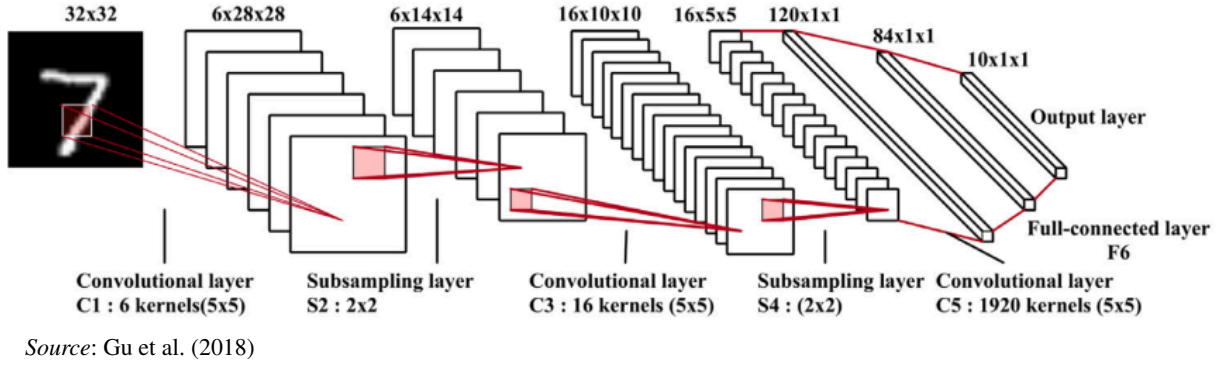 32x32
6x28x28
6x14x14
16x10x10
16x5x5
120x1x1
84x1x1
10x1x1
Output layer
Full-connected layer
F6
Convolutional layer
C1 : 6 kernels(5x5)
Subsampling layer
S2 : 2x2
Convolutional layer
C3 : 16 kernels (5x5)
Subsampling layer
S4 : (2x2)
Convolutional layer
C5 : 1920 kernels (5x5)
7
Source: Gu et al. (2018)